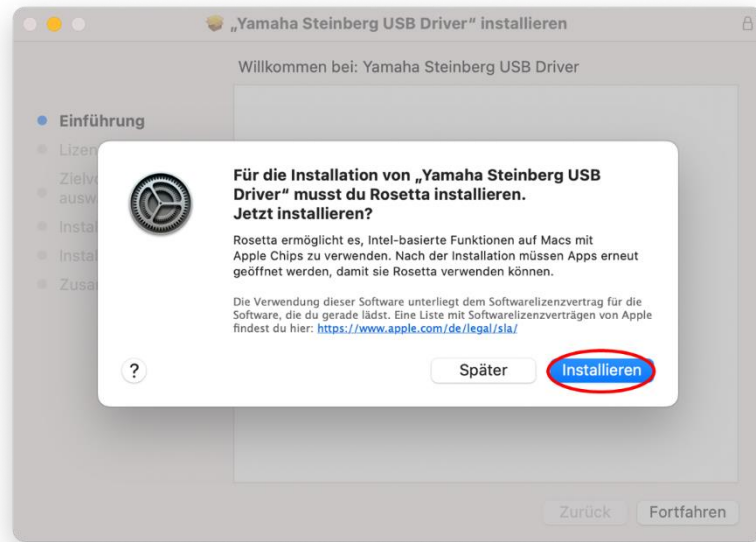 „Yamaha Steinberg USB Driver“ installieren
Willkommen bei: Yamaha Steinberg USB Driver
Einführung
Für die Installation von „Yamaha Steinberg USB
Driver“ musst du Rosetta installieren.
Jetzt installieren?
Rosetta ermöglicht es, Intel-basierte Funktionen auf Macs mit
Apple Chips zu verwenden. Nach der Installation müssen Apps erneut
geöffnet werden, damit sie Rosetta verwenden können.
Die Verwendung dieser Software unterliegt dem Softwarelizenzvertrag für die
Software, die du gerade lädst. Eine Liste mit Softwarelizenzverträgen von Apple
findest du hier: https://www.apple.com/de/legal/sla/
?
Später
Installieren
Zurück
Fortfahren